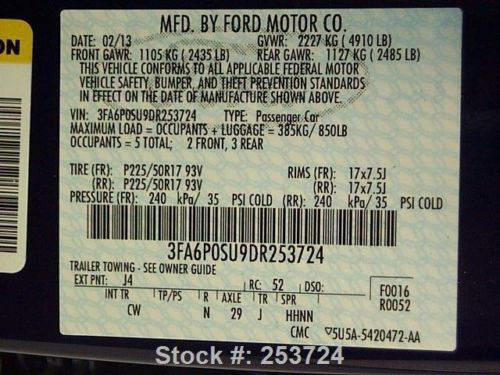 ON
MFD. BY FORD MOTOR CO.
DATE: 02/13 GVWR: 2227 KG ( 4910 LB)
FRONT GAWR: 1105 KG ( 2435 LB) REAR GAWR: 1127 KG ( 2485 LB)
THIS VEHICLE CONFORMS TO ALL APPLICABLE FEDERAL MOTOR
VEHICLE SAFETY, BUMPER, AND THEFT PREVENTION STANDARDS
IN EFFECT ON THE DATE OF MANUFACTURE SHOWN ABOVE.
VIN: 3FA6P0SU9DR253724 TYPE: Passenger Car
MAXIMUM LOAD = OCCUPANTS + LUGGAGE = 385KG/ 850LB
OCCUPANTS = 5 TOTAL; 2 FRONT, 3 REAR
TIRE (FR): P225/50R17 93V RIMS (FR): 17x7.5J
(RR): P225/50R17 93V (RR): 17x7.5J
PRESSURE (FR): 240 kPa/ 35 PSI COLD (RR): 240 kPa/ 35 PSI COLD
3FA6P0SU9DR253724
TRAILER TOWING - SEE OWNER GUIDE
EXT PNT: J4 RC: 52 DSO: F0016
R0052
INT TR TP/PS R AXLE TR SPR
CW N 29 J HHNN
CMC ▽5U5A-5420472-AA
Stock #: 253724